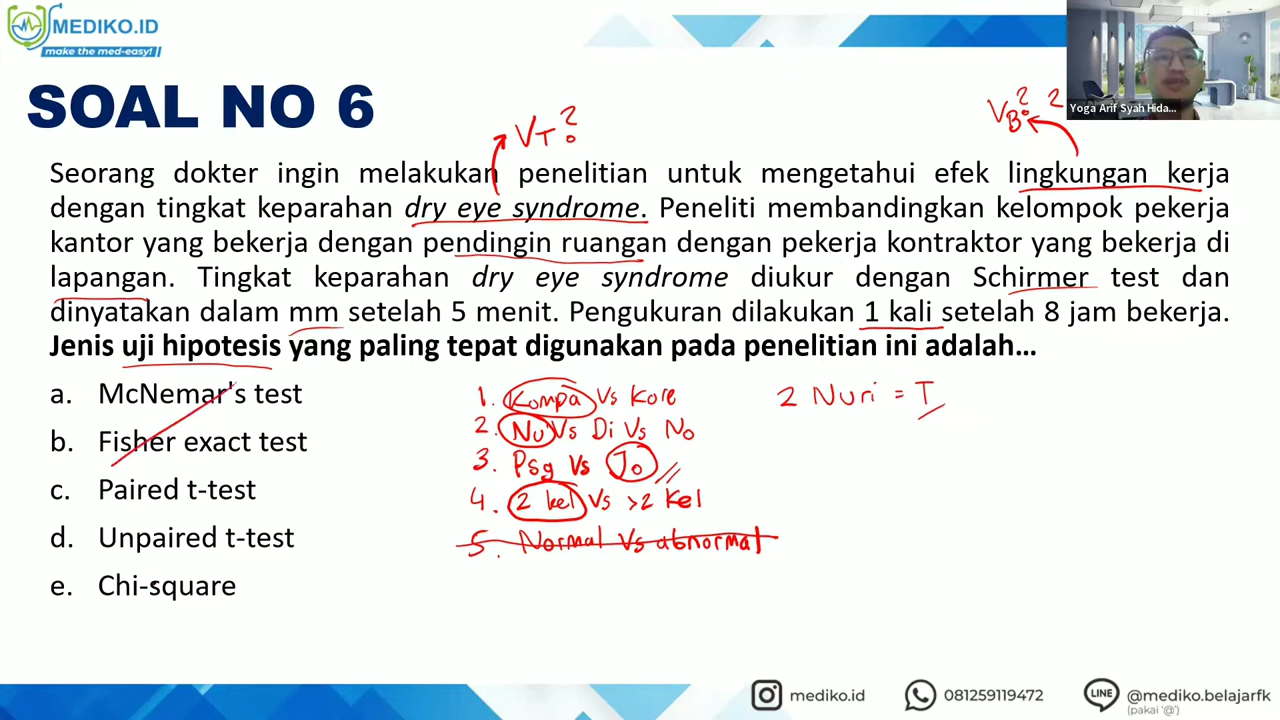 MEDIKO.ID
make the med-easy!
SOAL NO 6
VT?
VB? 2
Yoga Arif Syah Hida...
Seorang dokter ingin melakukan penelitian untuk mengetahui efek lingkungan kerja
dengan tingkat keparahan dry eye syndrome. Peneliti membandingkan kelompok pekerja
kantor yang bekerja dengan pendingin ruangan dengan pekerja kontraktor yang bekerja di
lapangan. Tingkat keparahan dry eye syndrome diukur dengan Schirmer test dan
dinyatakan dalam mm setelah 5 menit. Pengukuran dilakukan 1 kali setelah 8 jam bekerja.
Jenis uji hipotesis yang paling tepat digunakan pada penelitian ini adalah...
a. McNemar's test
b. Fisher exact test
c. Paired t-test
d. Unpaired t-test
e. Chi-square
1. Kompa Vs Kore
2. Nu Vs Di Vs No
3. Psg Vs Jo
4. 2 kel Vs >2 Kel
5. Normal Vs abnormal
2 Nuri = T
mediko.id
081259119472
LINE
@mediko.belajarfk
(pakai '@')